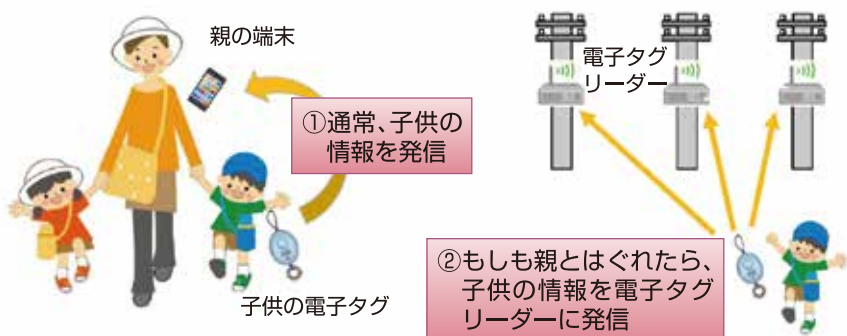 親の端末
①通常、子供の
情報を発信
子供の電子タグ
電子タグ
リーダー
②もしも親とはぐれたら、
子供の情報を電子タグ
リーダーに発信